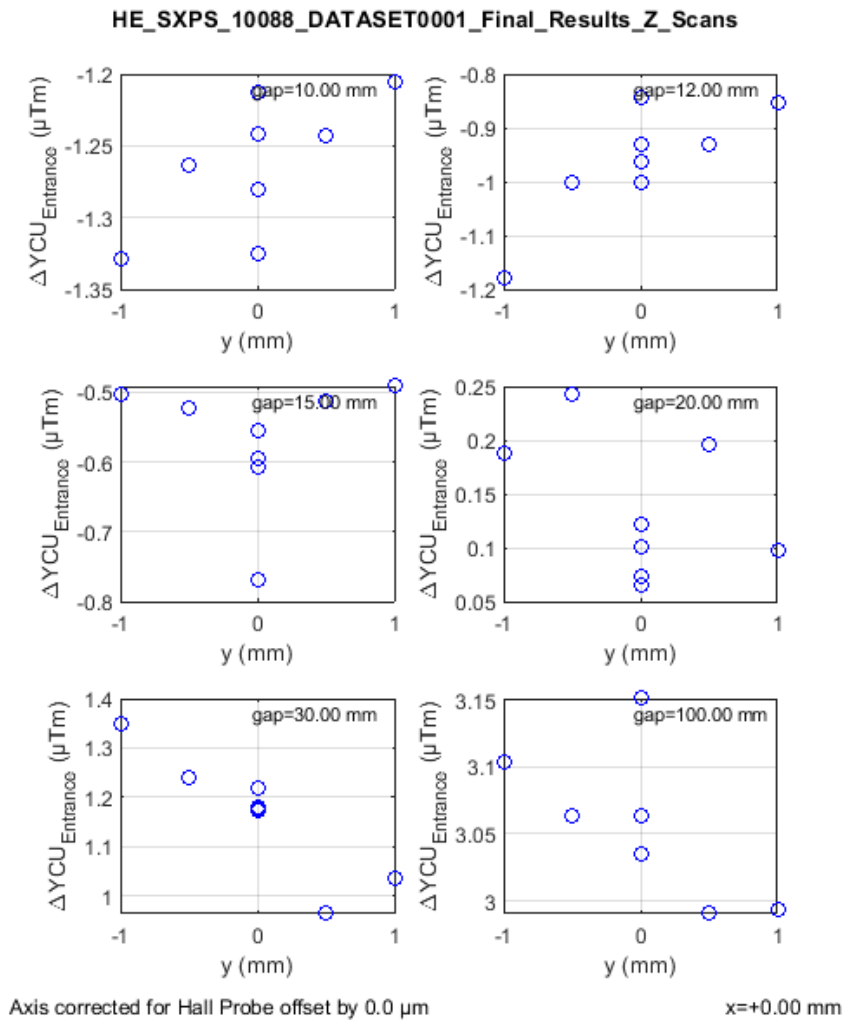 HE_SXPS_10088_DATASET0001_Final_Results_Z_Scans
gap=10.00 mm
ΔYCU_Entrance (μTm)
-1.2
-1.25
-1.3
-1.35
-1 0 1
y (mm)
gap=12.00 mm
ΔYCU_Entrance (μTm)
-0.8
-0.9
-1
-1.1
-1.2
-1 0 1
y (mm)
gap=15.00 mm
ΔYCU_Entrance (μTm)
-0.5
-0.6
-0.7
-0.8
-1 0 1
y (mm)
gap=20.00 mm
ΔYCU_Entrance (μTm)
0.25
0.2
0.15
0.1
0.05
-1 0 1
y (mm)
gap=30.00 mm
ΔYCU_Entrance (μTm)
1.4
1.3
1.2
1.1
1
-1 0 1
y (mm)
gap=100.00 mm
ΔYCU_Entrance (μTm)
3.15
3.1
3.05
3
-1 0 1
y (mm)
Axis corrected for Hall Probe offset by 0.0 μm
x=+0.00 mm